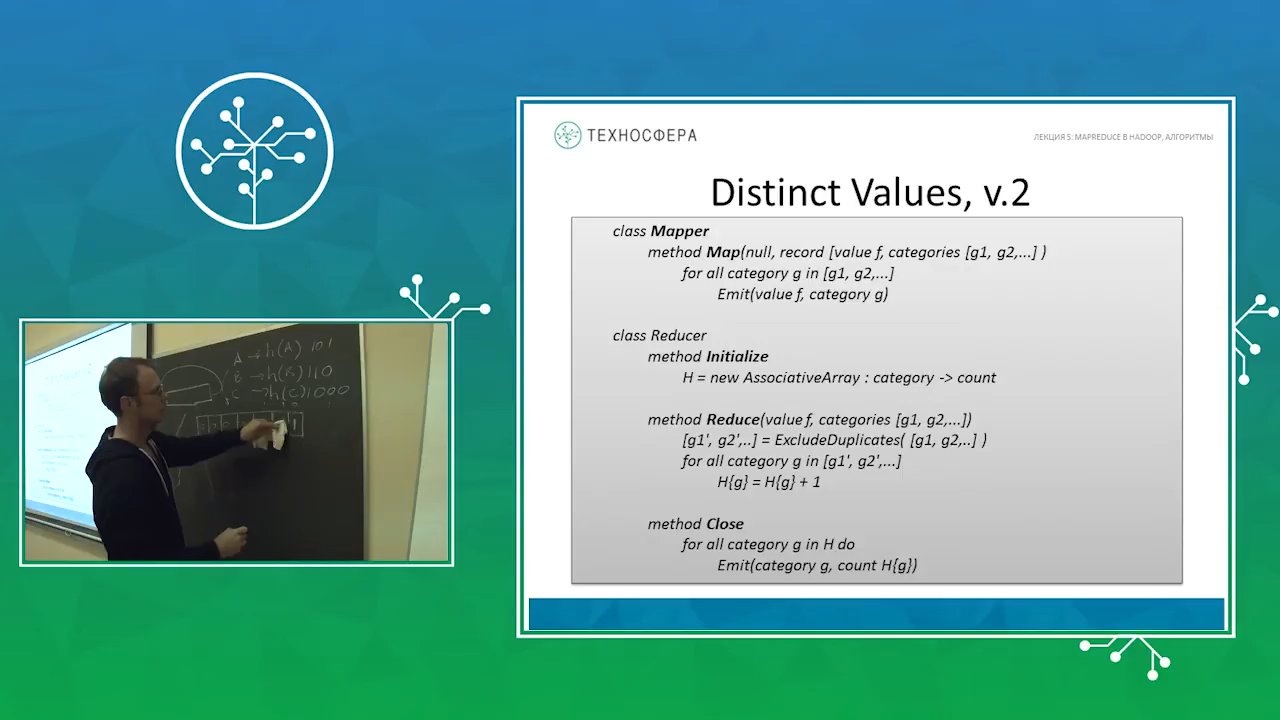 ТЕХНОСФЕРА
ЛЕКЦИЯ 5: MAPREDUCE В HADOOP, АЛГОРИТМЫ
Distinct Values, v.2
class Mapper
method Map(null, record [value f, categories [g1, g2,...] )
for all category g in [g1, g2,...]
Emit(value f, category g)
class Reducer
method Initialize
H = new AssociativeArray : category -> count
method Reduce(value f, categories [g1, g2,...])
[g1', g2',..] = ExcludeDuplicates( [g1, g2,..] )
for all category g in [g1', g2',...]
H{g} = H{g} + 1
method Close
for all category g in H do
Emit(category g, count H{g})
A → h(A) 101
B → h(B) 110
C → h(C) 1000